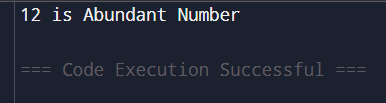 12 is Abundant Number
=== Code Execution Successful ===